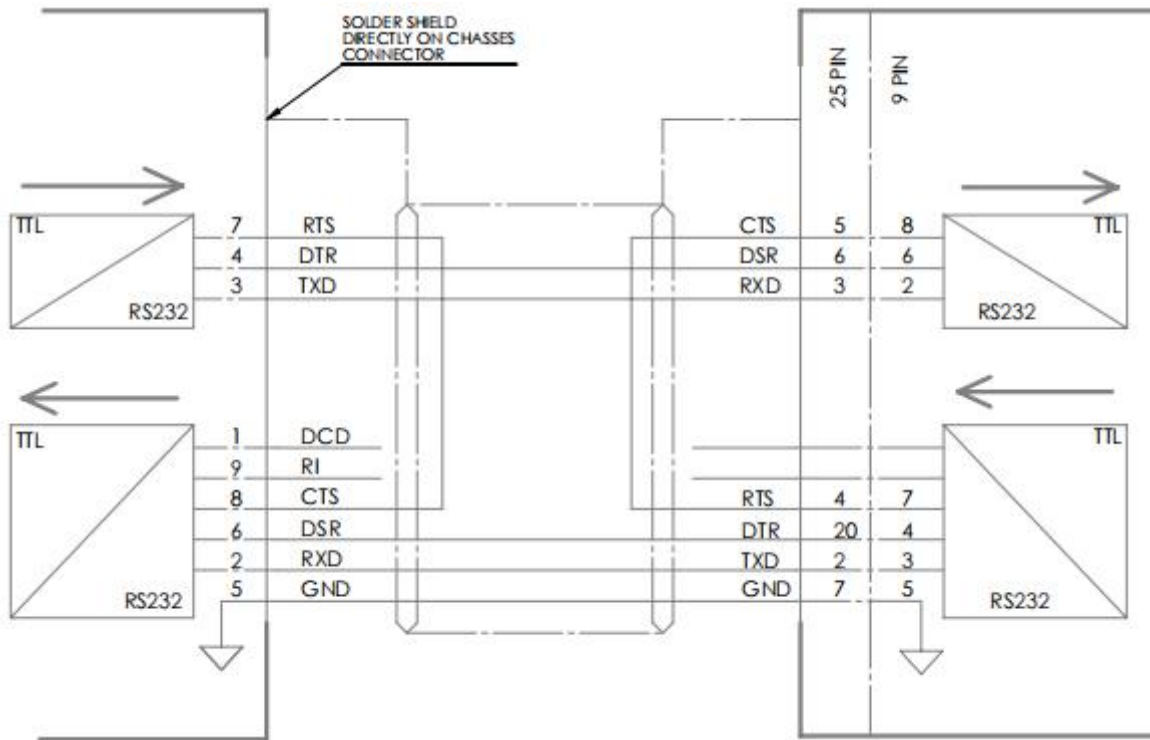 SOLDER SHIELD
DIRECTLY ON CHASSES
CONNECTOR
25 PIN
9 PIN
TTL
RS232
7 RTS
4 DTR
3 TXD
CTS 5 8
DSR 6 6
RXD 3 2
TTL
RS232
TTL
RS232
1 DCD
9 RI
8 CTS
6 DSR
2 RXD
5 GND
RTS 4 7
DTR 20 4
TXD 2 3
GND 7 5
TTL
RS232